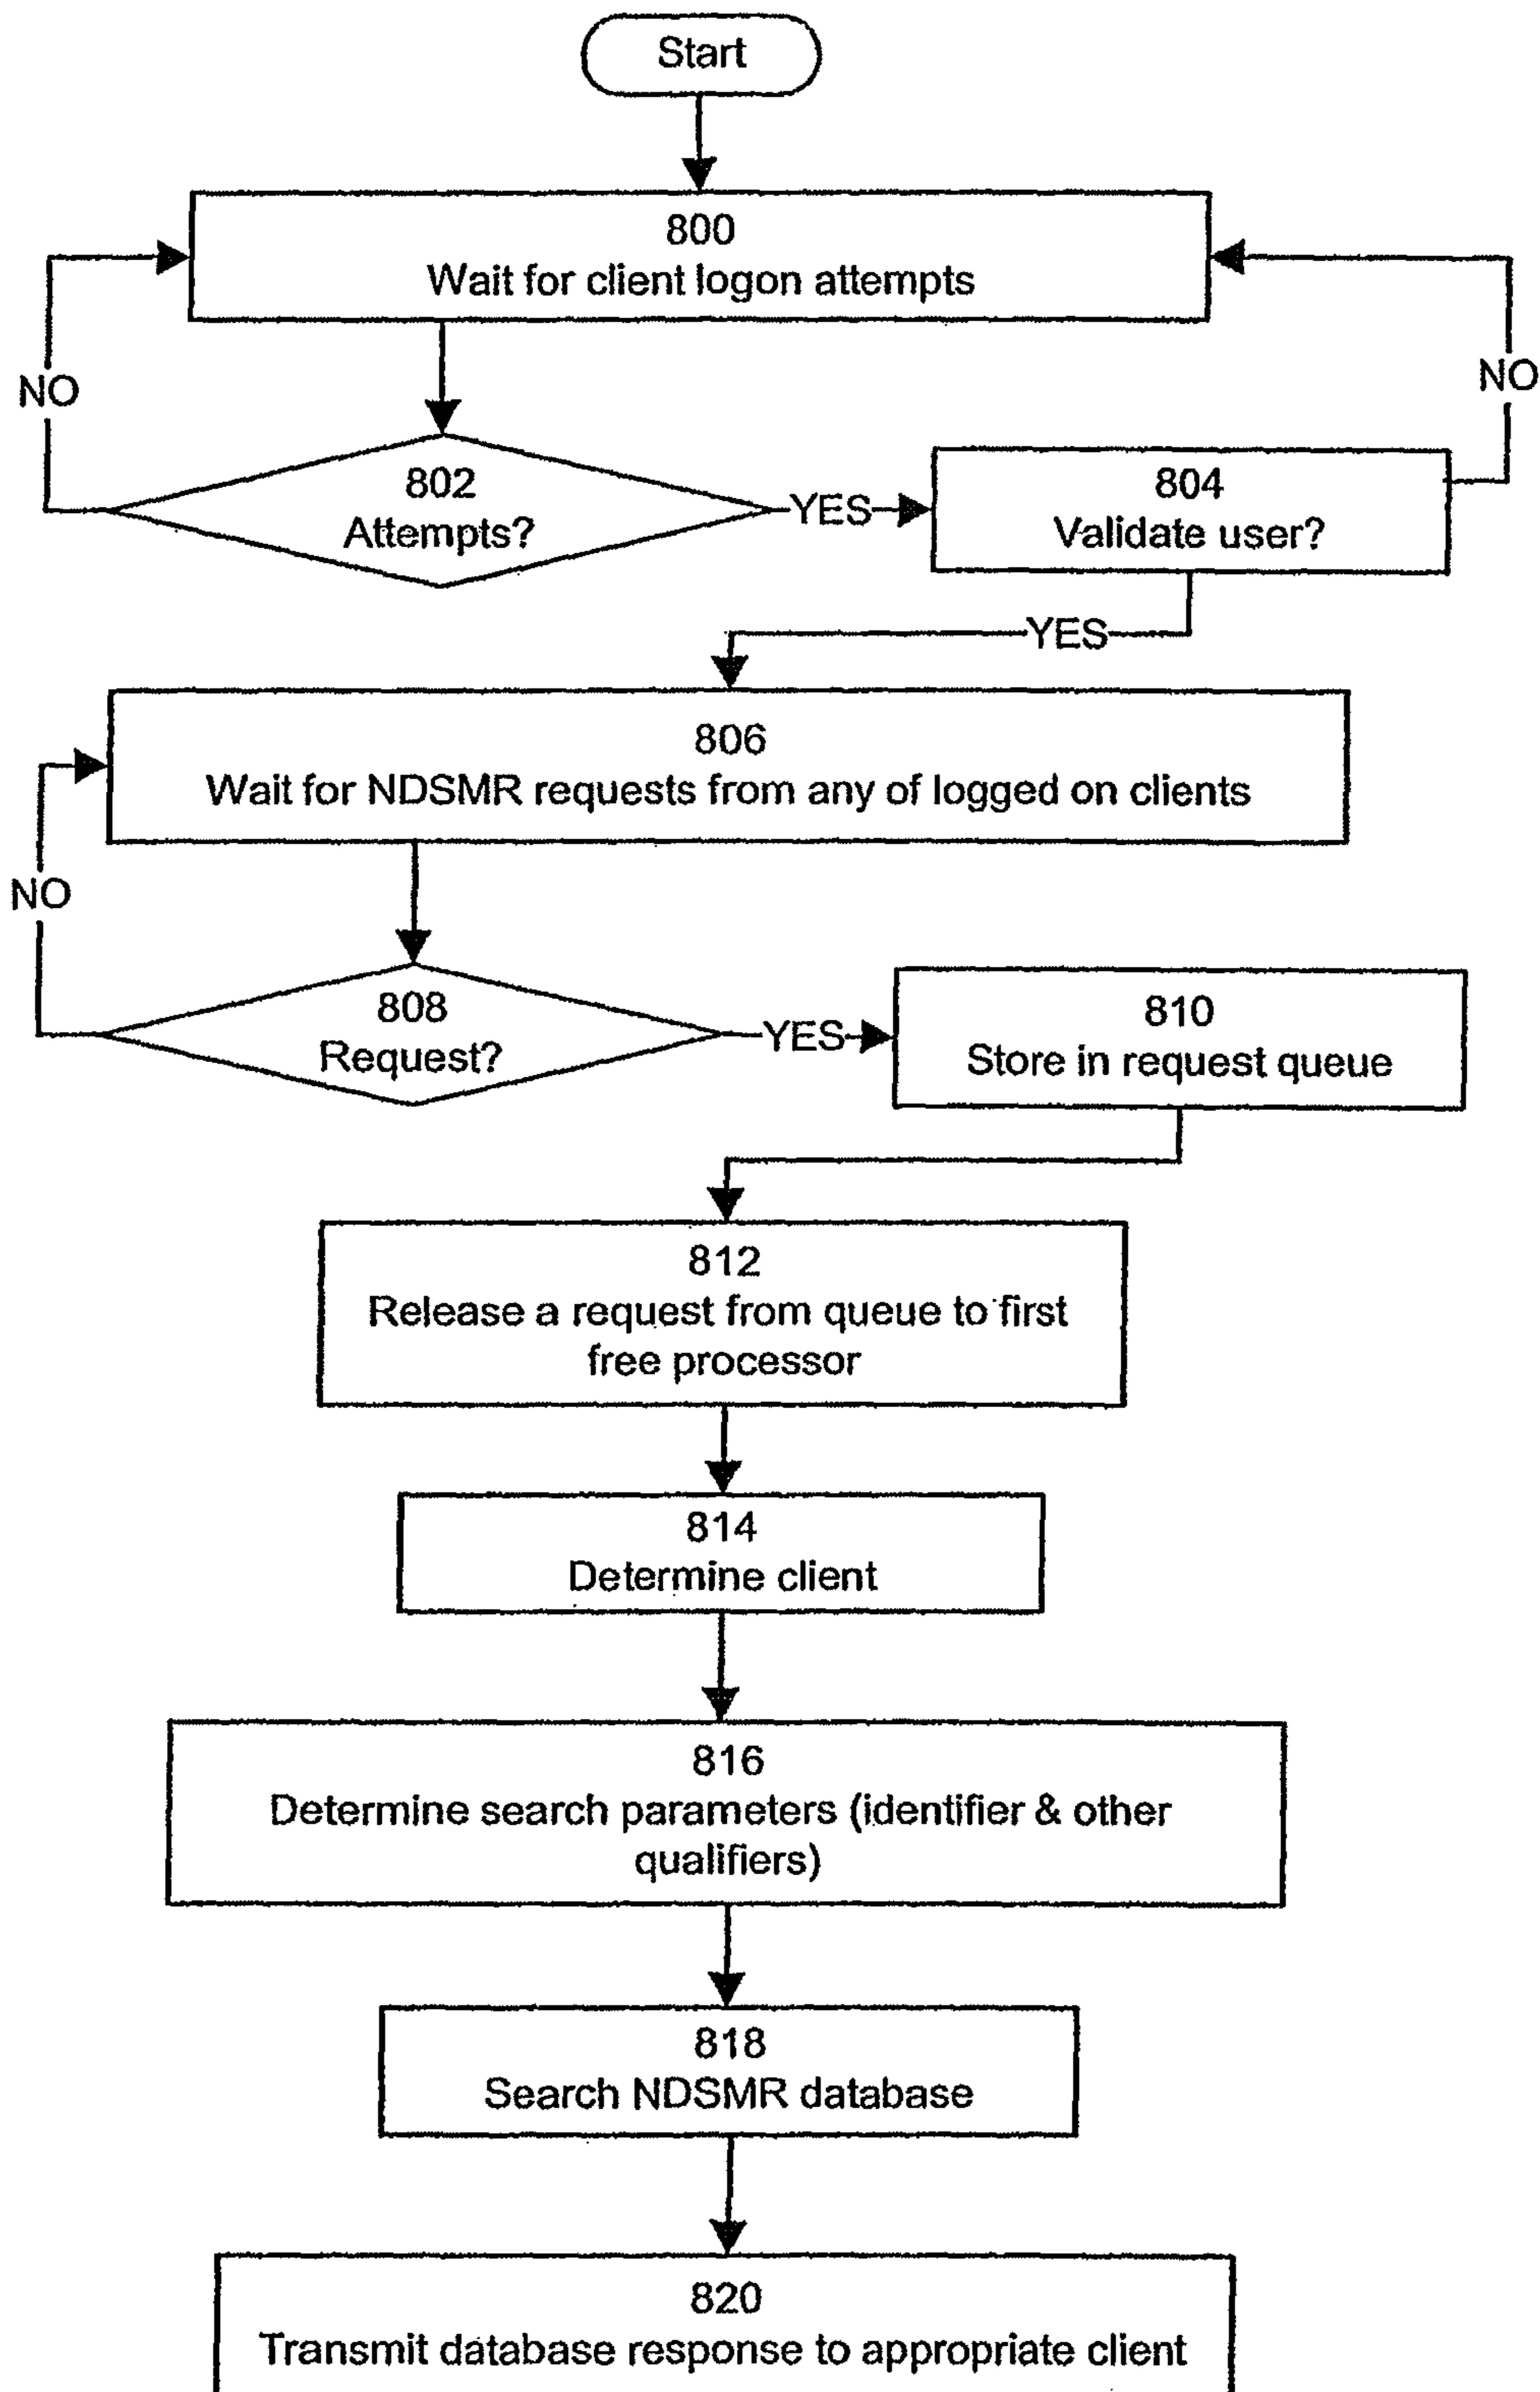 Start
800
Wait for client logon attempts
NO
NO
802
Attempts?
YES
804
Validate user?
YES
806
Wait for NDSMR requests from any of logged on clients
NO
808
Request?
YES
810
Store in request queue
812
Release a request from queue to first
free processor
814
Determine client
816
Determine search parameters (identifier & other
qualifiers)
818
Search NDSMR database
820
Transmit database response to appropriate client